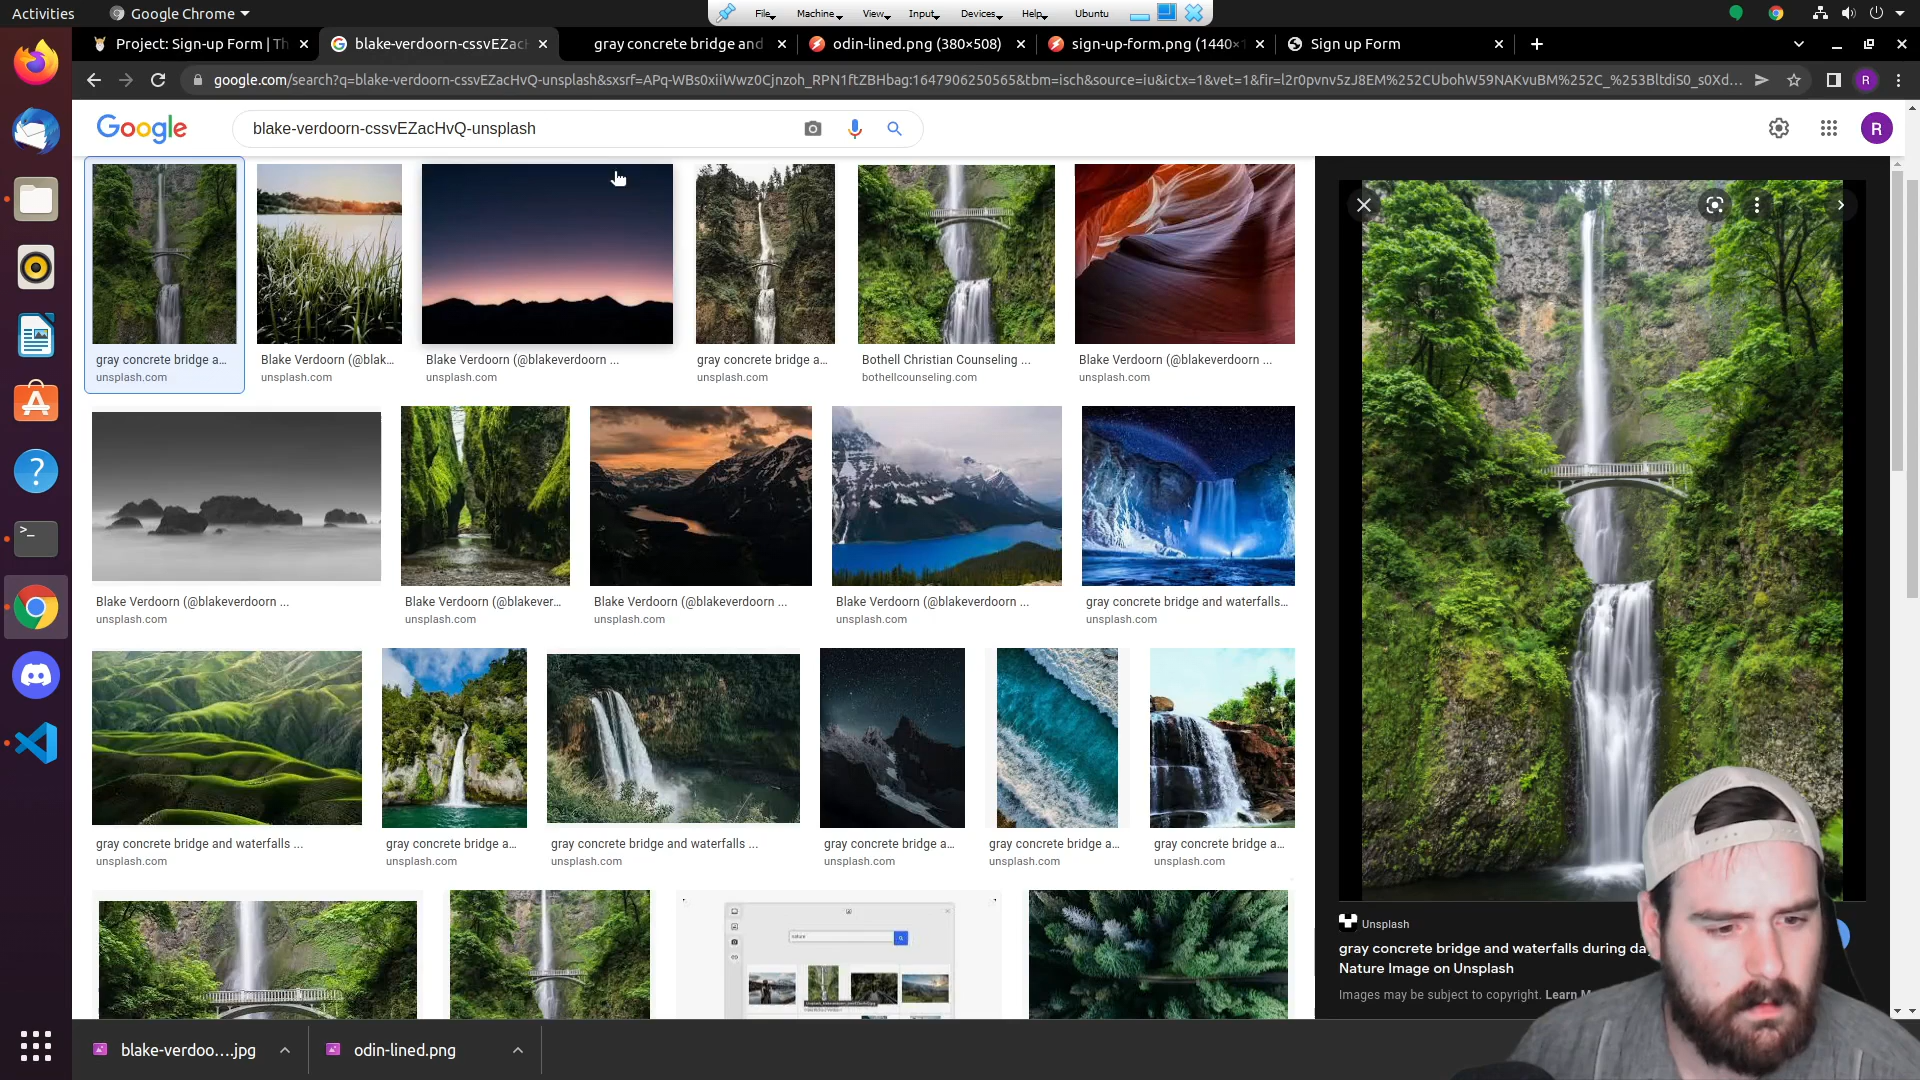 Activities
Google Chrome
File
Machine
View
Input
Devices
Help
Ubuntu
Project: Sign-up Form | Th
blake-verdoorn-cssvEZac
gray concrete bridge and
odin-lined.png (380×508)
sign-up-form.png (1440×
Sign up Form
google.com/search?q=blake-verdoorn-cssvEZacHvQ-unsplash&sxsrf=APq-WBs0xiiWwz0Cjnzoh_RPN1ftZBHbag:1647906250565&tbm=isch&source=iu&ictx=1&vet=1&fir=l2r0pvnv5zJ8EM%252CUbohW59NAKvuBM%252C_%253BltdiS0_s0Xd...
R
Google
blake-verdoorn-cssvEZacHvQ-unsplash
R
gray concrete bridge a...
unsplash.com
Blake Verdoorn (@blak...
unsplash.com
Blake Verdoorn (@blakeverdoorn ...
unsplash.com
gray concrete bridge a...
unsplash.com
Bothell Christian Counseling ...
bothellcounseling.com
Blake Verdoorn (@blakeverdoorn ...
unsplash.com
Blake Verdoorn (@blakeverdoorn ...
unsplash.com
Blake Verdoorn (@blakever...
unsplash.com
Blake Verdoorn (@blakeverdoorn ...
unsplash.com
Blake Verdoorn (@blakeverdoorn ...
unsplash.com
gray concrete bridge and waterfalls...
unsplash.com
gray concrete bridge and waterfalls ...
unsplash.com
gray concrete bridge a...
unsplash.com
gray concrete bridge and waterfalls ...
unsplash.com
gray concrete bridge a...
unsplash.com
gray concrete bridge a...
unsplash.com
gray concrete bridge a...
unsplash.com
nature
Unsplash
gray concrete bridge and waterfalls during da
Nature Image on Unsplash
Images may be subject to copyright. Learn M
blake-verdoo....jpg
odin-lined.png